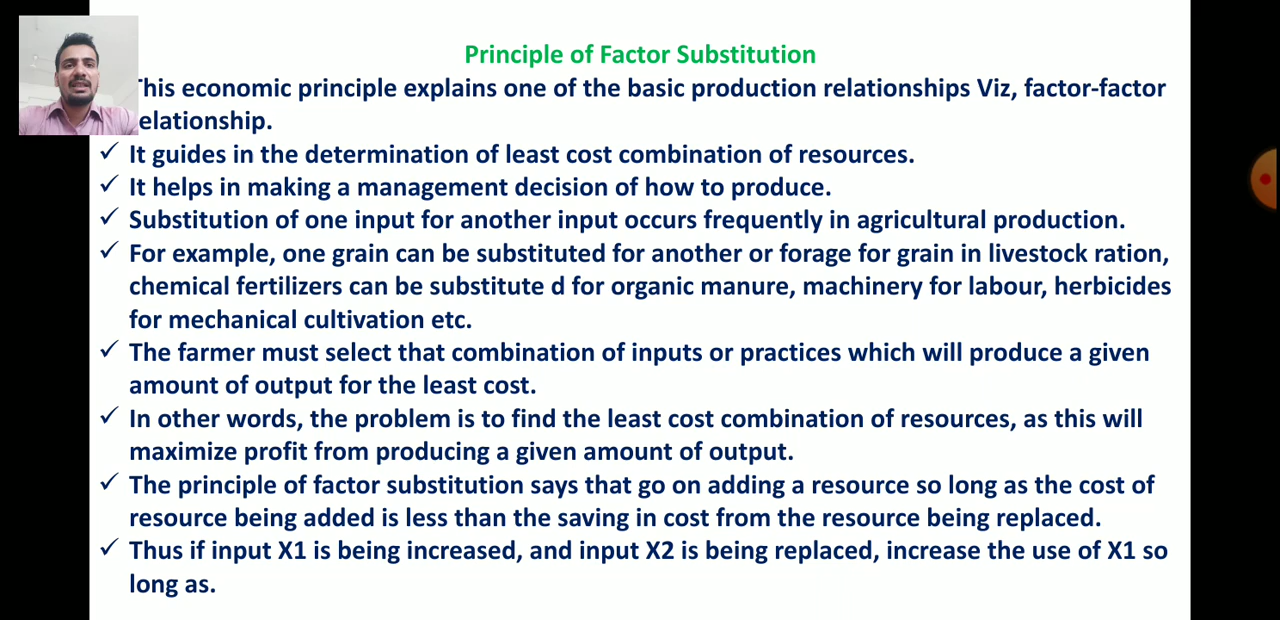 Principle of Factor Substitution
This economic principle explains one of the basic production relationships Viz, factor-factor
elationship.
✓ It guides in the determination of least cost combination of resources.
✓ It helps in making a management decision of how to produce.
✓ Substitution of one input for another input occurs frequently in agricultural production.
✓ For example, one grain can be substituted for another or forage for grain in livestock ration,
chemical fertilizers can be substitute d for organic manure, machinery for labour, herbicides
for mechanical cultivation etc.
✓ The farmer must select that combination of inputs or practices which will produce a given
amount of output for the least cost.
✓ In other words, the problem is to find the least cost combination of resources, as this will
maximize profit from producing a given amount of output.
✓ The principle of factor substitution says that go on adding a resource so long as the cost of
resource being added is less than the saving in cost from the resource being replaced.
✓ Thus if input X1 is being increased, and input X2 is being replaced, increase the use of X1 so
long as.